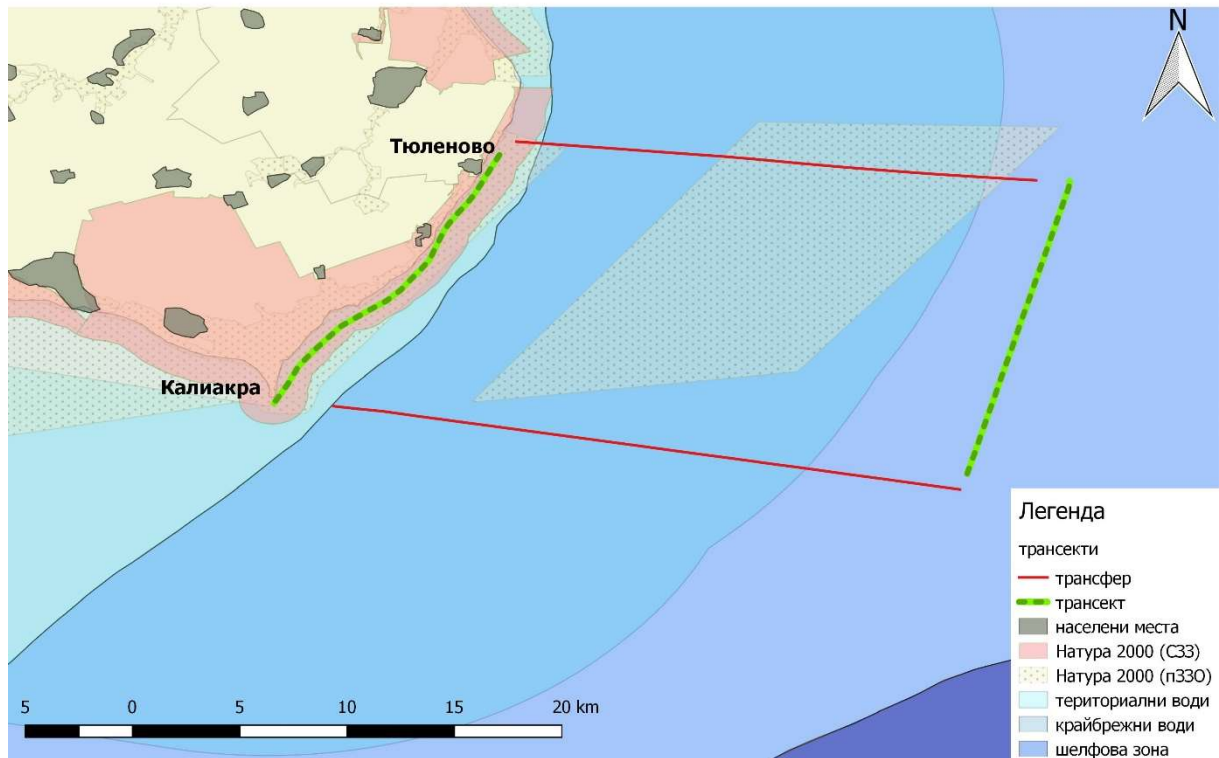 N
Тюленово
Калиакра
Легенда
трансекти
трансфер
трансект
населени места
Натура 2000 (СЗЗ)
Натура 2000 (пЗЗО)
териториални води
крайбрежни води
шелфова зона
5 0 5 10 15 20 km